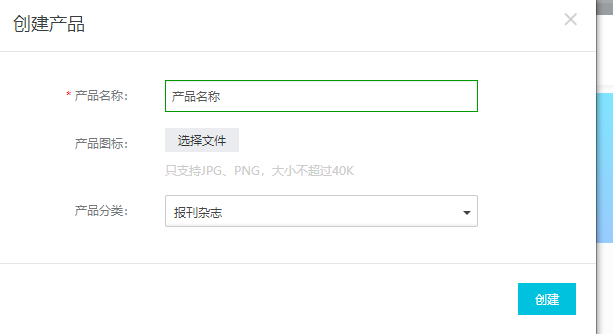 创建产品
* 产品名称: 产品名称
产品图标: 选择文件
只支持JPG、PNG，大小不超过40K
产品分类: 报刊杂志
创建